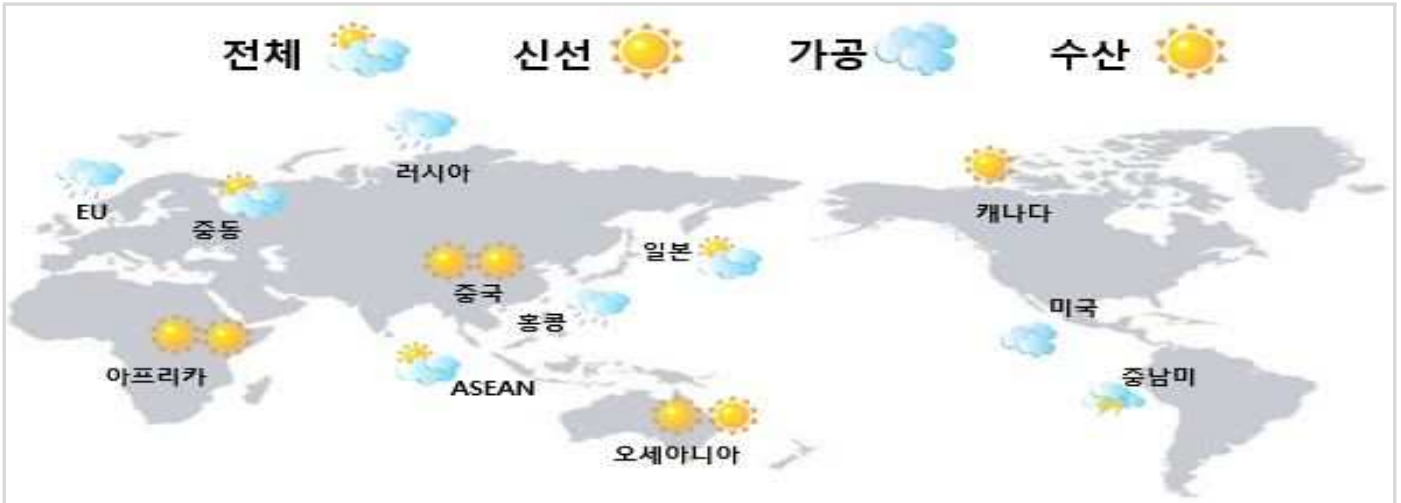 전체 신선 가공 수산
러시아
EU
중동
캐나다
일본
중국
미국
홍콩
아프리카
ASEAN
중남미
오세아니아